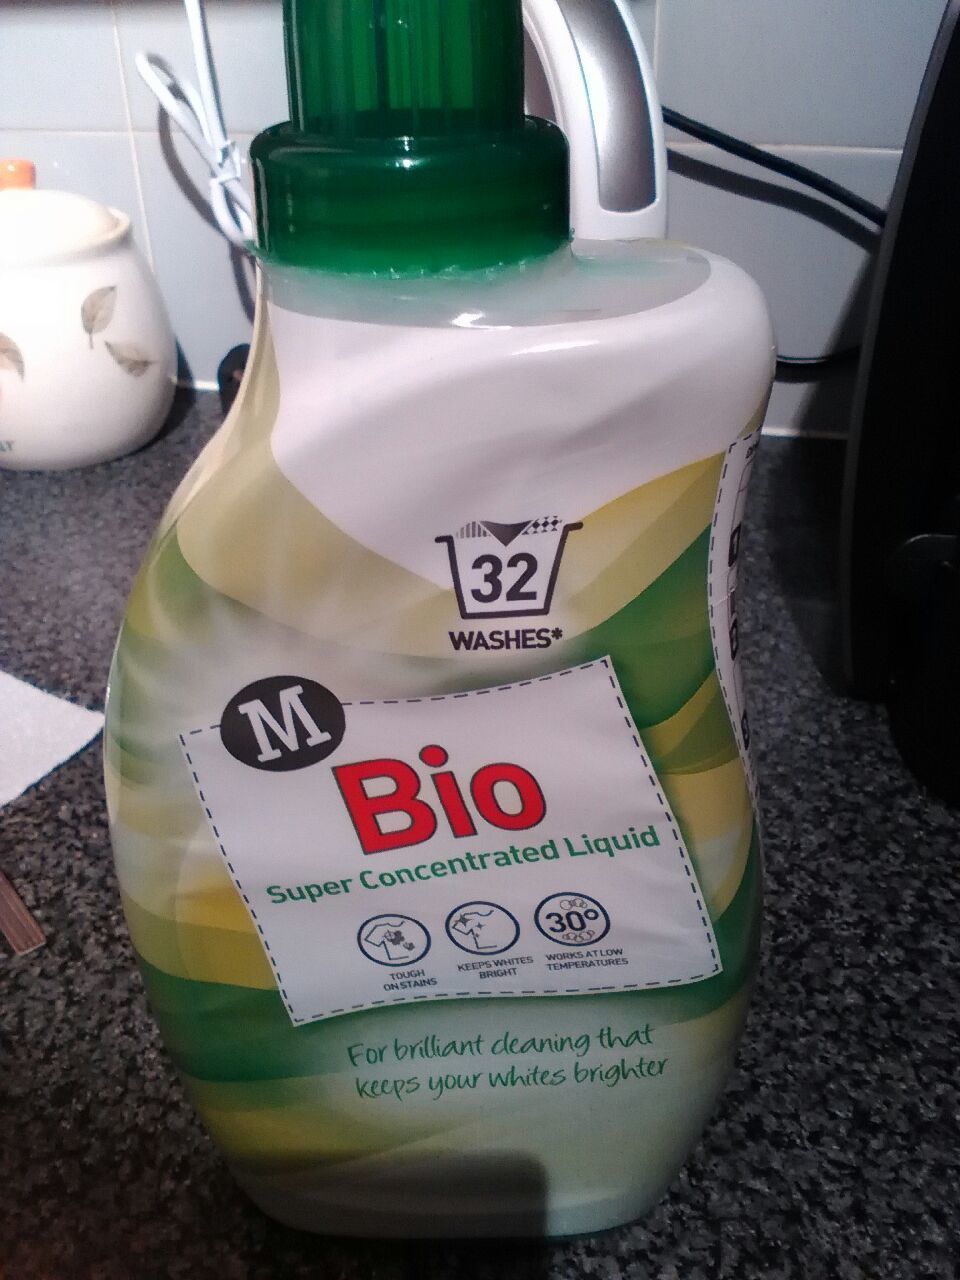 32
WASHES*
M
Bio
Super Concentrated Liquid
30°
TOUGH
ON STAINS
KEEPS WHITES
BRIGHT
WORKS AT LOW
TEMPERATURES
For brilliant cleaning that
keeps your whites brighter